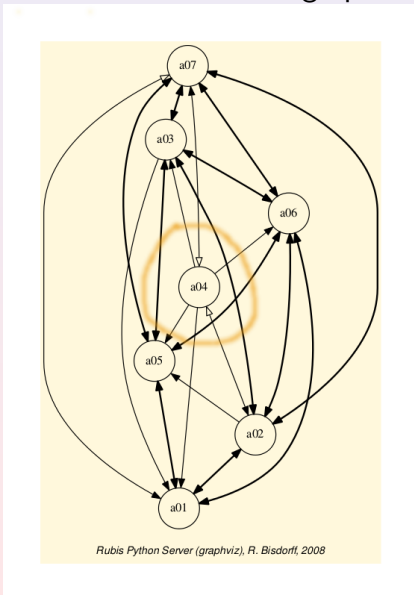 a07
a03
a06
a04
a05
a02
a01
Rubis Python Server (graphviz), R. Bisdorff, 2008